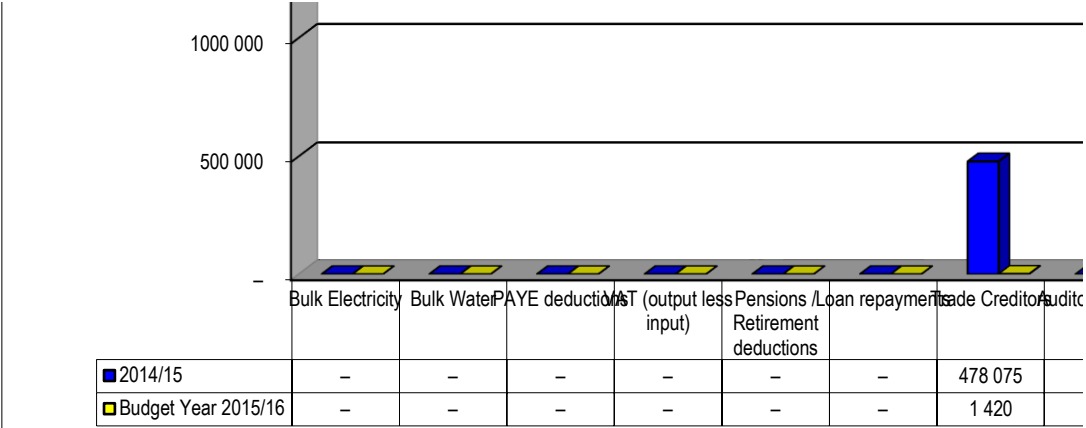 1000 000
500 000
–
Bulk Electricity Bulk Water PAYE deductions VAT (output less input) Pensions / Retirement deductions Loan repayments Trade Creditors
2014/15 – – – – – – 478 075
Budget Year 2015/16 – – – – – – 1 420